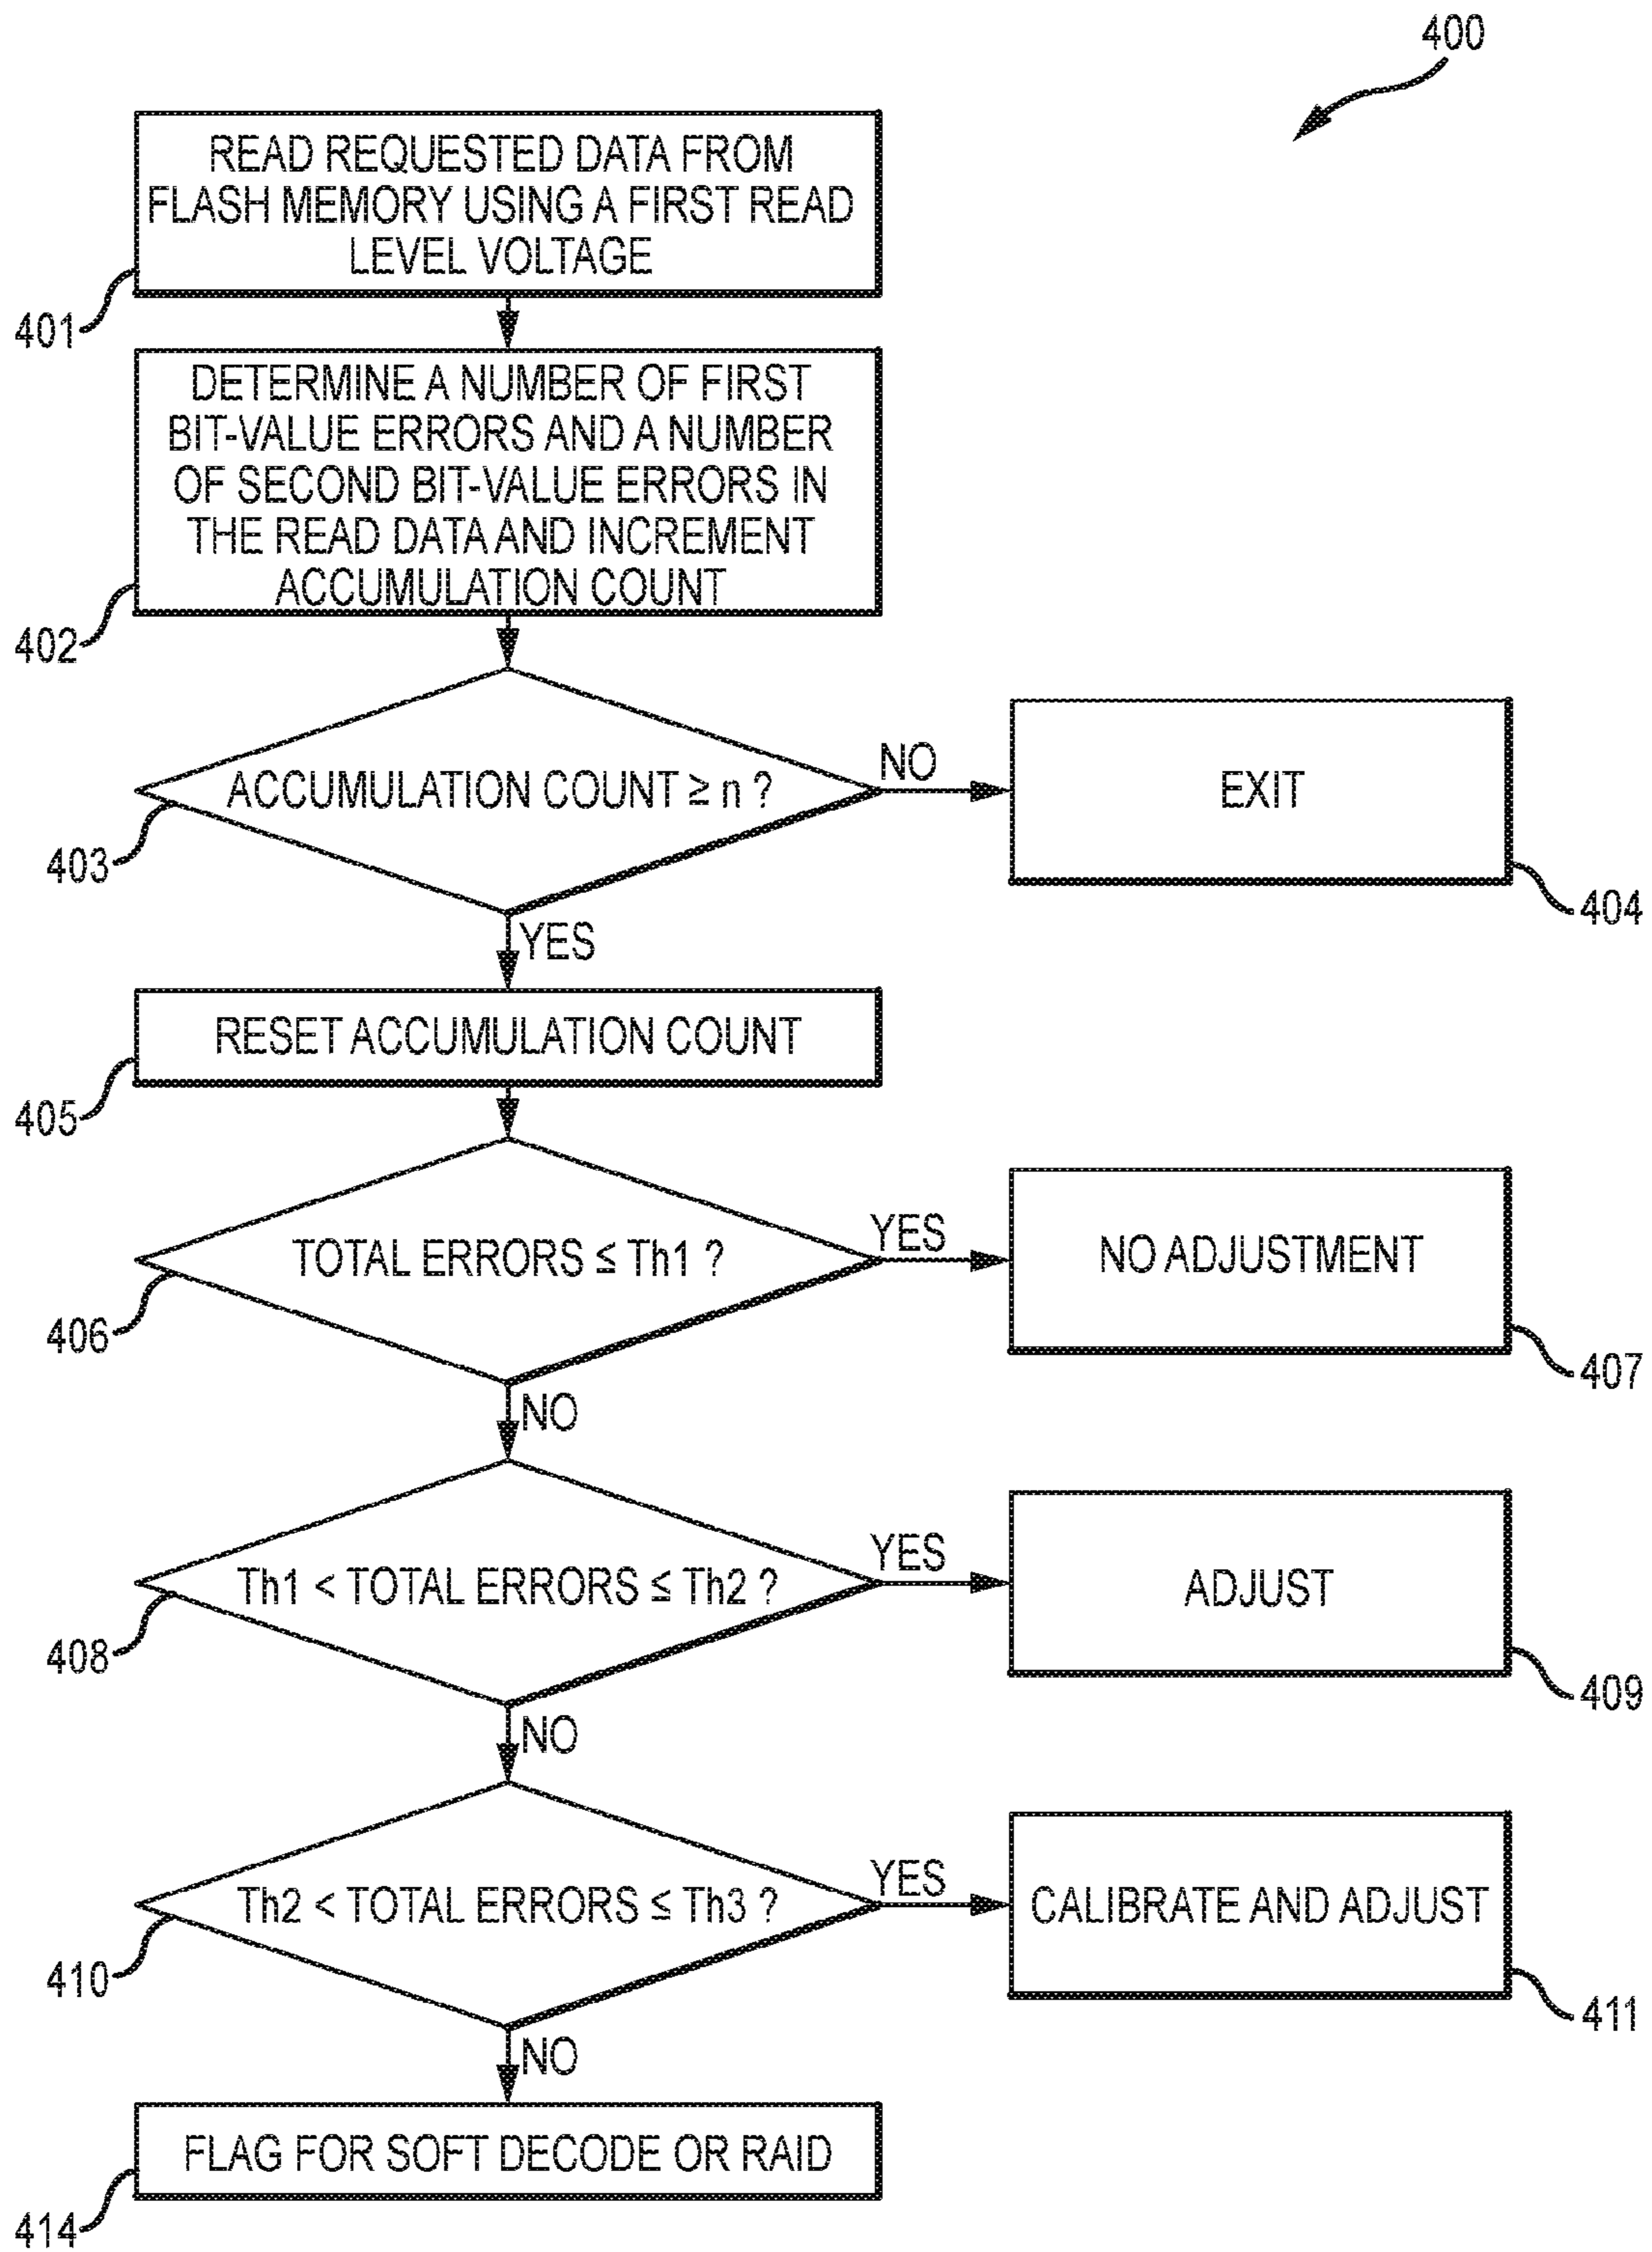 400
READ REQUESTED DATA FROM
FLASH MEMORY USING A FIRST READ
LEVEL VOLTAGE
401
DETERMINE A NUMBER OF FIRST
BIT-VALUE ERRORS AND A NUMBER
OF SECOND BIT-VALUE ERRORS IN
THE READ DATA AND INCREMENT
ACCUMULATION COUNT
402
ACCUMULATION COUNT ≥ n ?
403
NO
EXIT
404
YES
RESET ACCUMULATION COUNT
405
TOTAL ERRORS ≤ Th1 ?
406
YES
NO ADJUSTMENT
407
NO
Th1 < TOTAL ERRORS ≤ Th2 ?
408
YES
ADJUST
409
NO
Th2 < TOTAL ERRORS ≤ Th3 ?
410
YES
CALIBRATE AND ADJUST
411
NO
FLAG FOR SOFT DECODE OR RAID
414